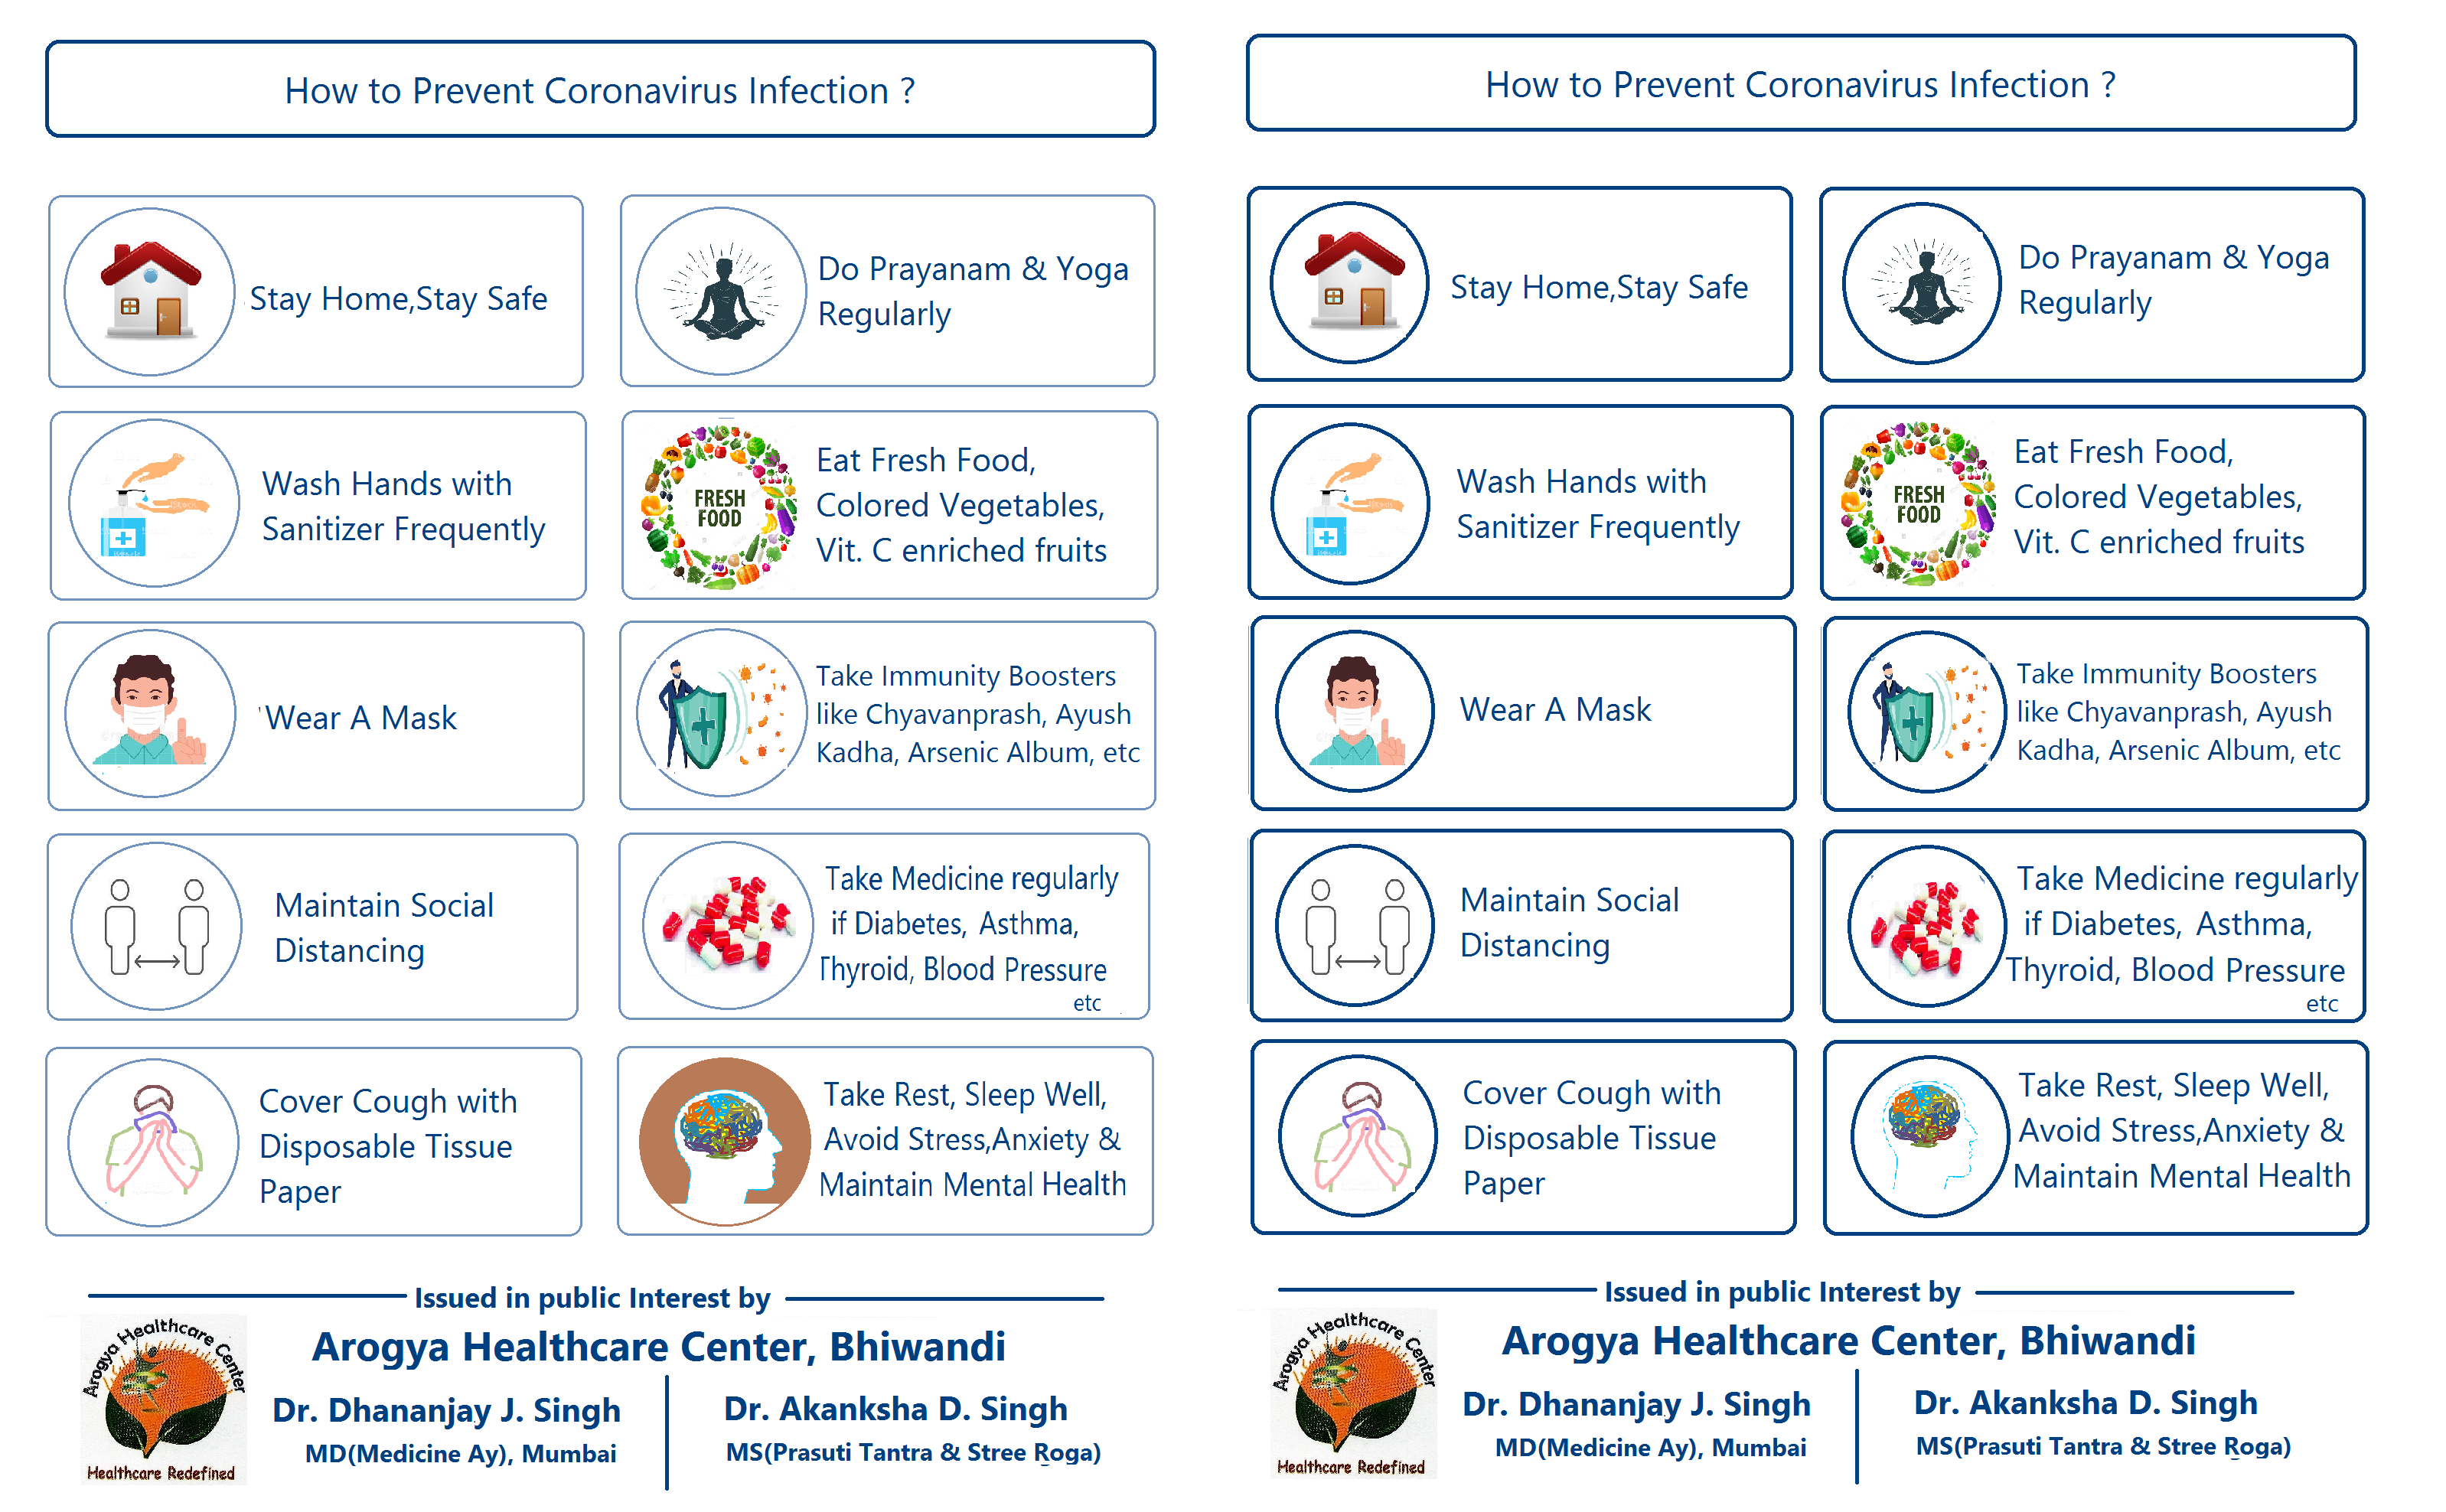 How to Prevent Coronavirus Infection ?
Stay Home,Stay Safe
Do Prayanam & Yoga
Regularly
Wash Hands with
Sanitizer Frequently
FRESH
FOOD
Eat Fresh Food,
Colored Vegetables,
Vit. C enriched fruits
Wear A Mask
Take Immunity Boosters
like Chyavanprash, Ayush
Kadha, Arsenic Album, etc
Maintain Social
Distancing
Take Medicine regularly
if Diabetes, Asthma,
Thyroid, Blood Pressure
etc
Cover Cough with
Disposable Tissue
Paper
Take Rest, Sleep Well,
Avoid Stress,Anxiety &
Maintain Mental Health
Issued in public Interest by
Arogya Healthcare Center
Healthcare Redefined
Arogya Healthcare Center, Bhiwandi
Dr. Dhananjay J. Singh
MD(Medicine Ay), Mumbai
Dr. Akanksha D. Singh
MS(Prasuti Tantra & Stree Roga)
How to Prevent Coronavirus Infection ?
Stay Home,Stay Safe
Do Prayanam & Yoga
Regularly
Wash Hands with
Sanitizer Frequently
FRESH
FOOD
Eat Fresh Food,
Colored Vegetables,
Vit. C enriched fruits
Wear A Mask
Take Immunity Boosters
like Chyavanprash, Ayush
Kadha, Arsenic Album, etc
Maintain Social
Distancing
Take Medicine regularly
if Diabetes, Asthma,
Thyroid, Blood Pressure
etc
Cover Cough with
Disposable Tissue
Paper
Take Rest, Sleep Well,
Avoid Stress,Anxiety &
Maintain Mental Health
Issued in public Interest by
Arogya Healthcare Center
Healthcare Redefined
Arogya Healthcare Center, Bhiwandi
Dr. Dhananjay J. Singh
MD(Medicine Ay), Mumbai
Dr. Akanksha D. Singh
MS(Prasuti Tantra & Stree Roga)